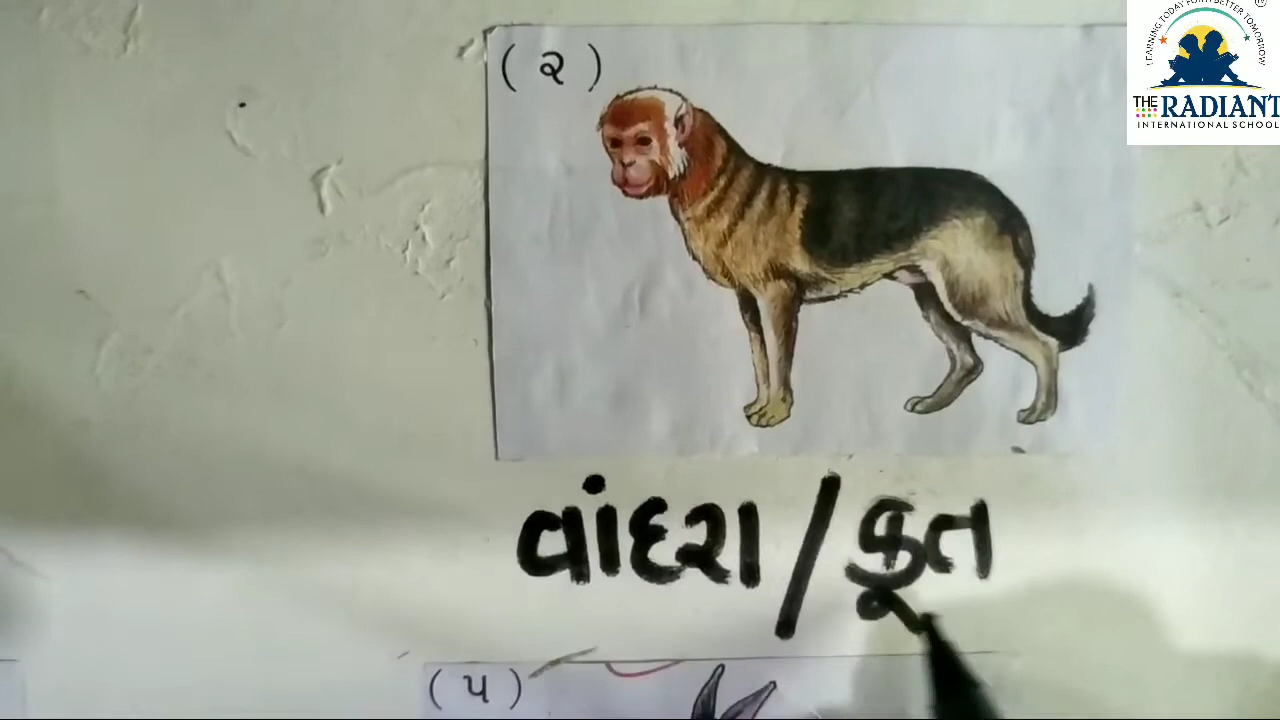 ( ૨ )
LEARNING TODAY FOR A BETTER TOMORROW
THE RADIANT
INTERNATIONAL SCHOOL
વાંદરા / કૂત
( ૫ )